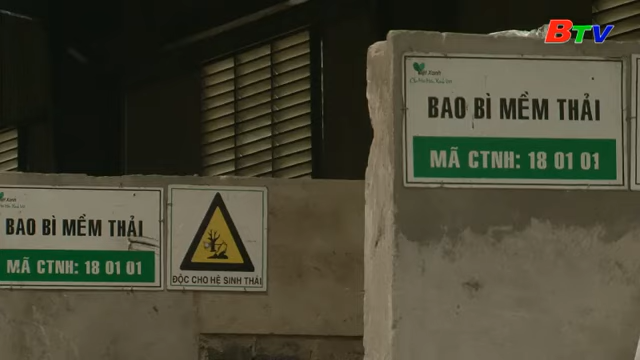 BTV
BAO BÌ MỀM THẢI
MÃ CTNH: 18 01 01
BAO BÌ MỀM THẢI
MÃ CTNH: 18 01 01
ĐỘC CHO HỆ SINH THÁI